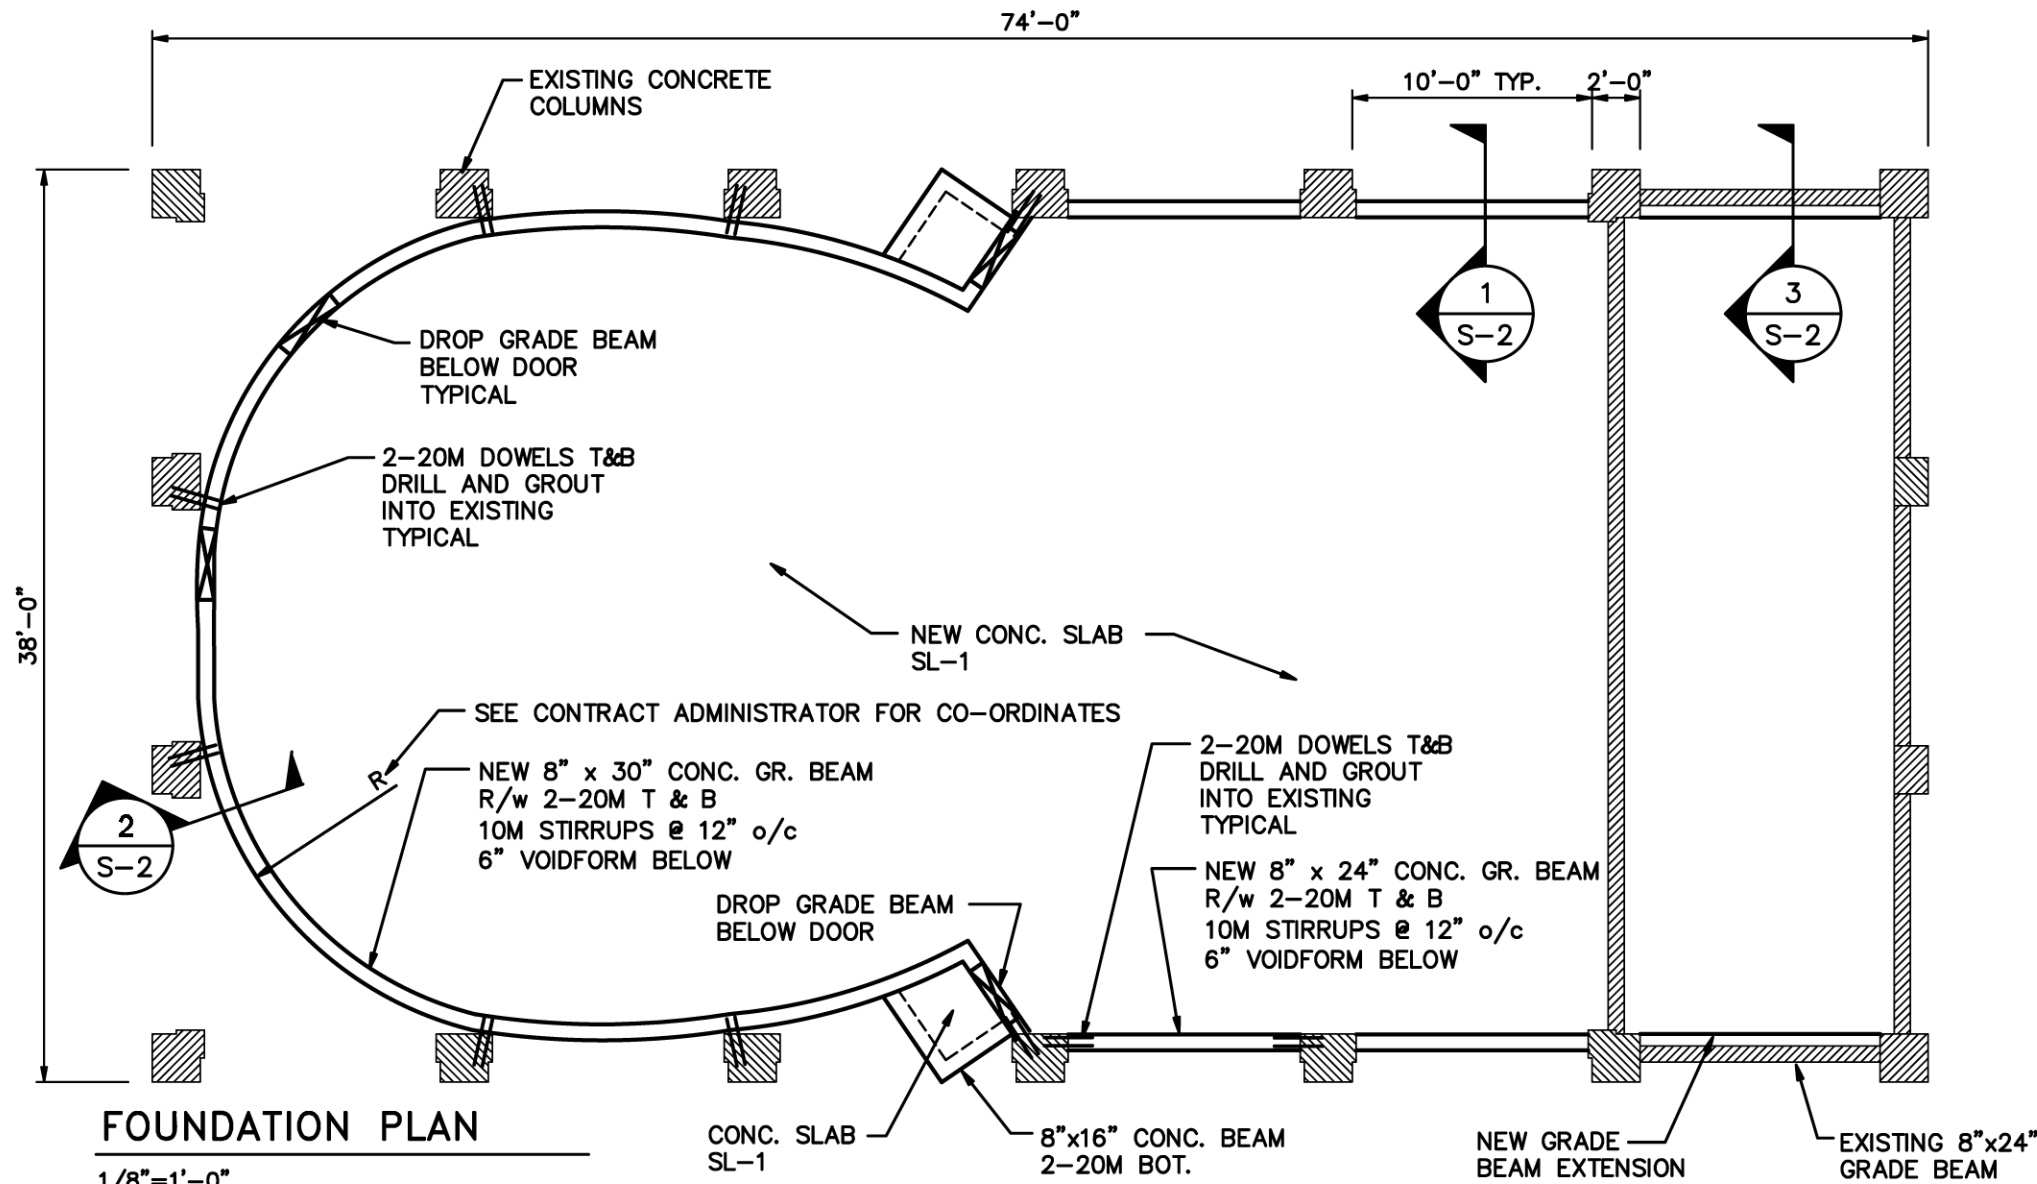 74'-0"
EXISTING CONCRETE
COLUMNS
10'-0" TYP.
2'-0"
1
S-2
3
S-2
DROP GRADE BEAM
BELOW DOOR
TYPICAL
2-20M DOWELS T&B
DRILL AND GROUT
INTO EXISTING
TYPICAL
38'-0"
NEW CONC. SLAB
SL-1
SEE CONTRACT ADMINISTRATOR FOR CO-ORDINATES
R
NEW 8" x 30" CONC. GR. BEAM
R/w 2-20M T & B
10M STIRRUPS @ 12" o/c
6" VOIDFORM BELOW
2
S-2
2-20M DOWELS T&B
DRILL AND GROUT
INTO EXISTING
TYPICAL
DROP GRADE BEAM
BELOW DOOR
NEW 8" x 24" CONC. GR. BEAM
R/w 2-20M T & B
10M STIRRUPS @ 12" o/c
6" VOIDFORM BELOW
FOUNDATION PLAN
1/8"=1'-0"
CONC. SLAB
SL-1
8"x16" CONC. BEAM
2-20M BOT.
NEW GRADE
BEAM EXTENSION
EXISTING 8"x24"
GRADE BEAM